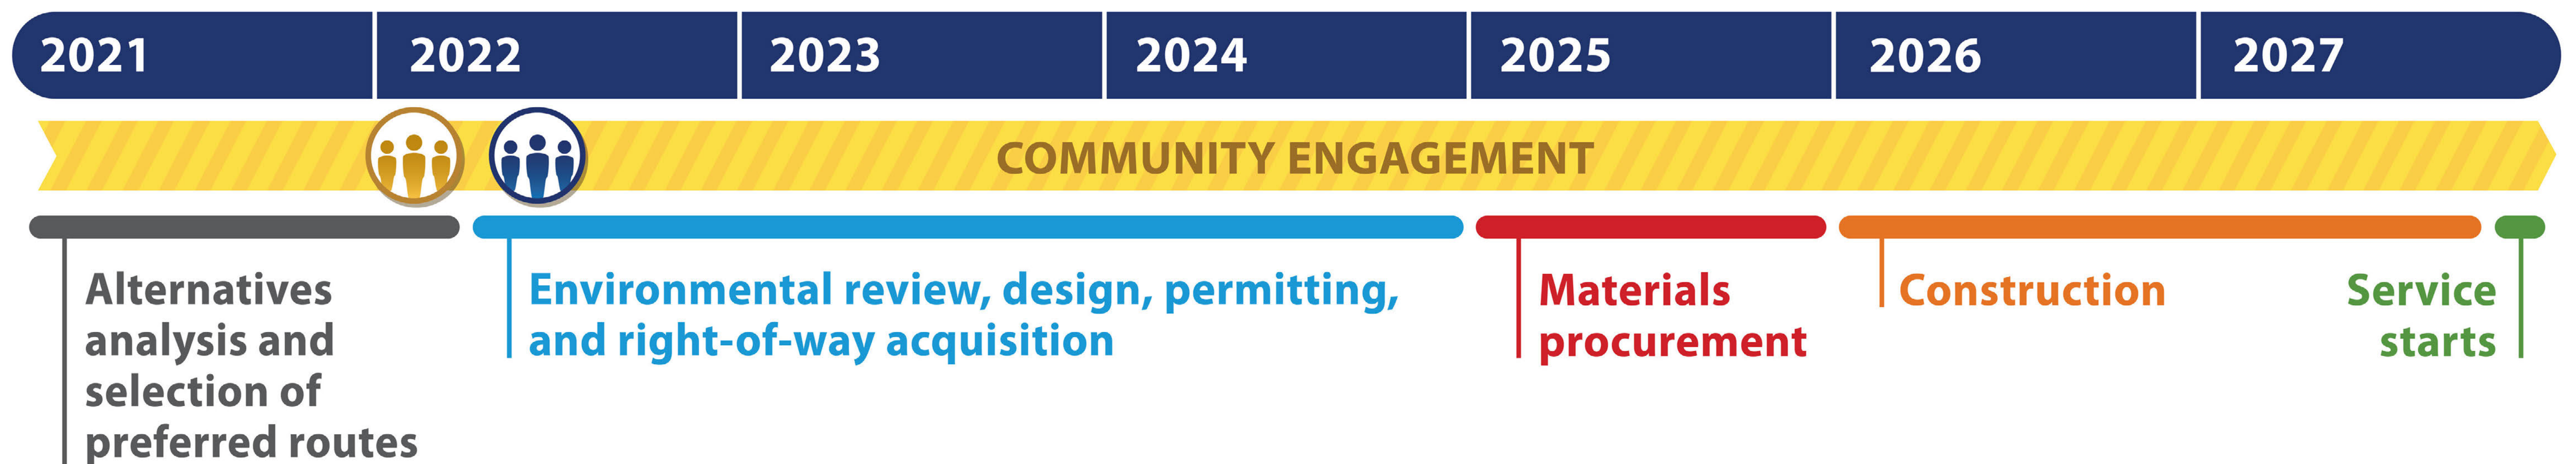 2021 2022 2023 2024 2025 2026 2027
COMMUNITY ENGAGEMENT
Alternatives
analysis and
selection of
preferred routes
Environmental review, design, permitting,
and right-of-way acquisition
Materials
procurement
Construction
Service
starts